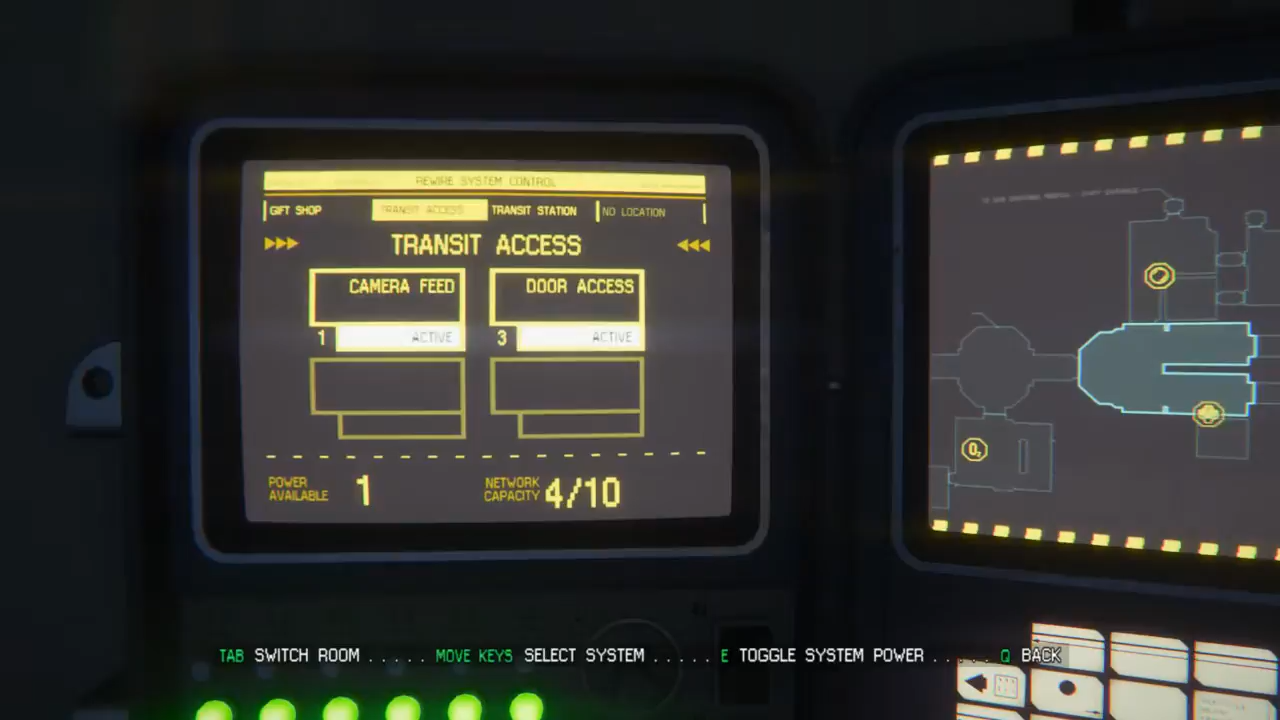 REWIRE SYSTEM CONTROL
GIFT SHOP TRANSIT ACCESS TRANSIT STATION NO LOCATION
TRANSIT ACCESS
CAMERA FEED DOOR ACCESS
1 ACTIVE 3 ACTIVE
POWER AVAILABLE 1 NETWORK CAPACITY 4/10
O₂
TAB SWITCH ROOM ..... MOVE KEYS SELECT SYSTEM ..... E TOGGLE SYSTEM POWER ..... Q BACK